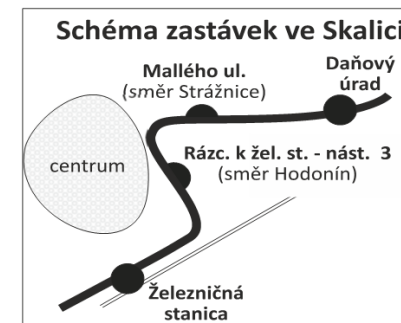 Schéma zastávek ve Skalici
Mallého ul.
(směr Strážnice)
Daňový
úrad
centrum
Rázc. k žel. st. - nást. 3
(směr Hodonín)
Železničná
stanica